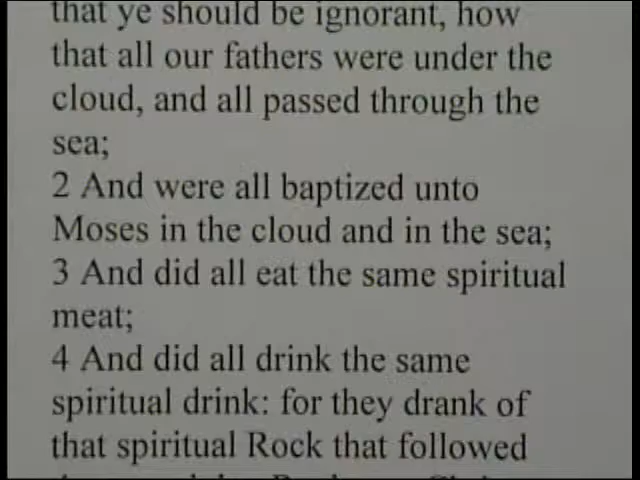 that ye should be ignorant, how
that all our fathers were under the
cloud, and all passed through the
sea;
2 And were all baptized unto
Moses in the cloud and in the sea;
3 And did all eat the same spiritual
meat;
4 And did all drink the same
spiritual drink: for they drank of
that spiritual Rock that followed